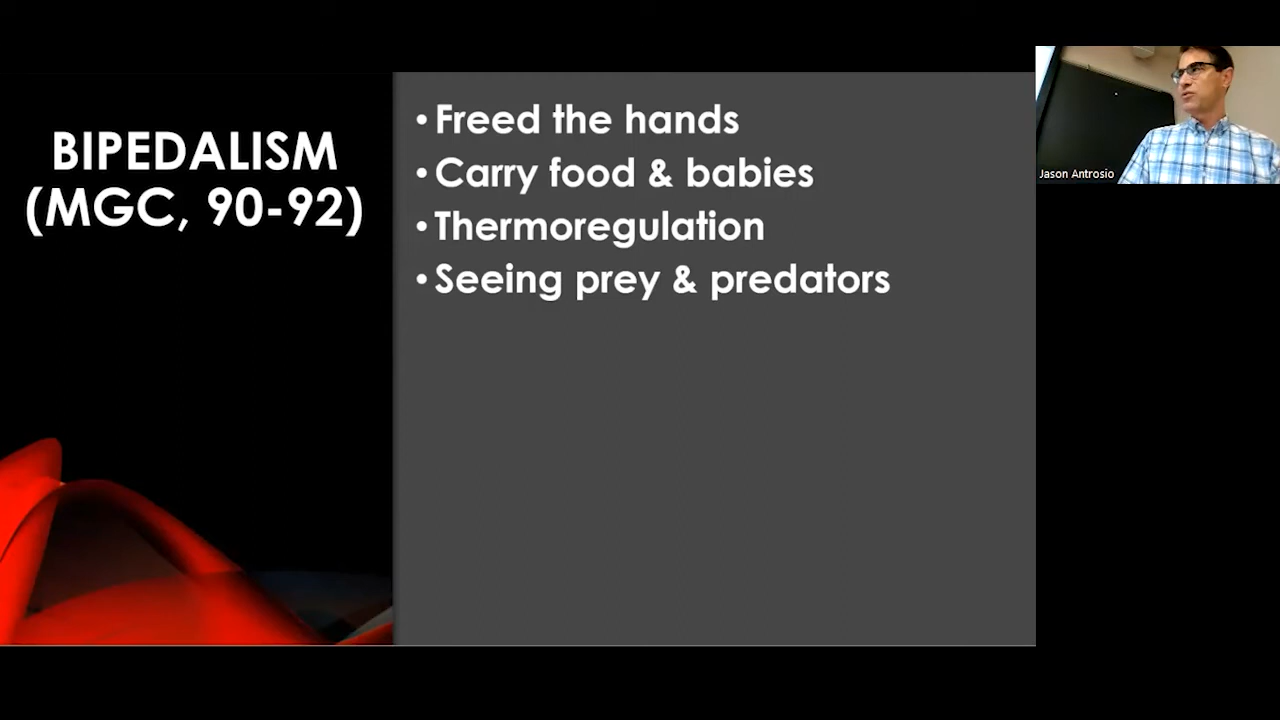 BIPEDALISM
(MGC, 90-92)
• Freed the hands
• Carry food & babies
• Thermoregulation
• Seeing prey & predators
Jason Antrosio